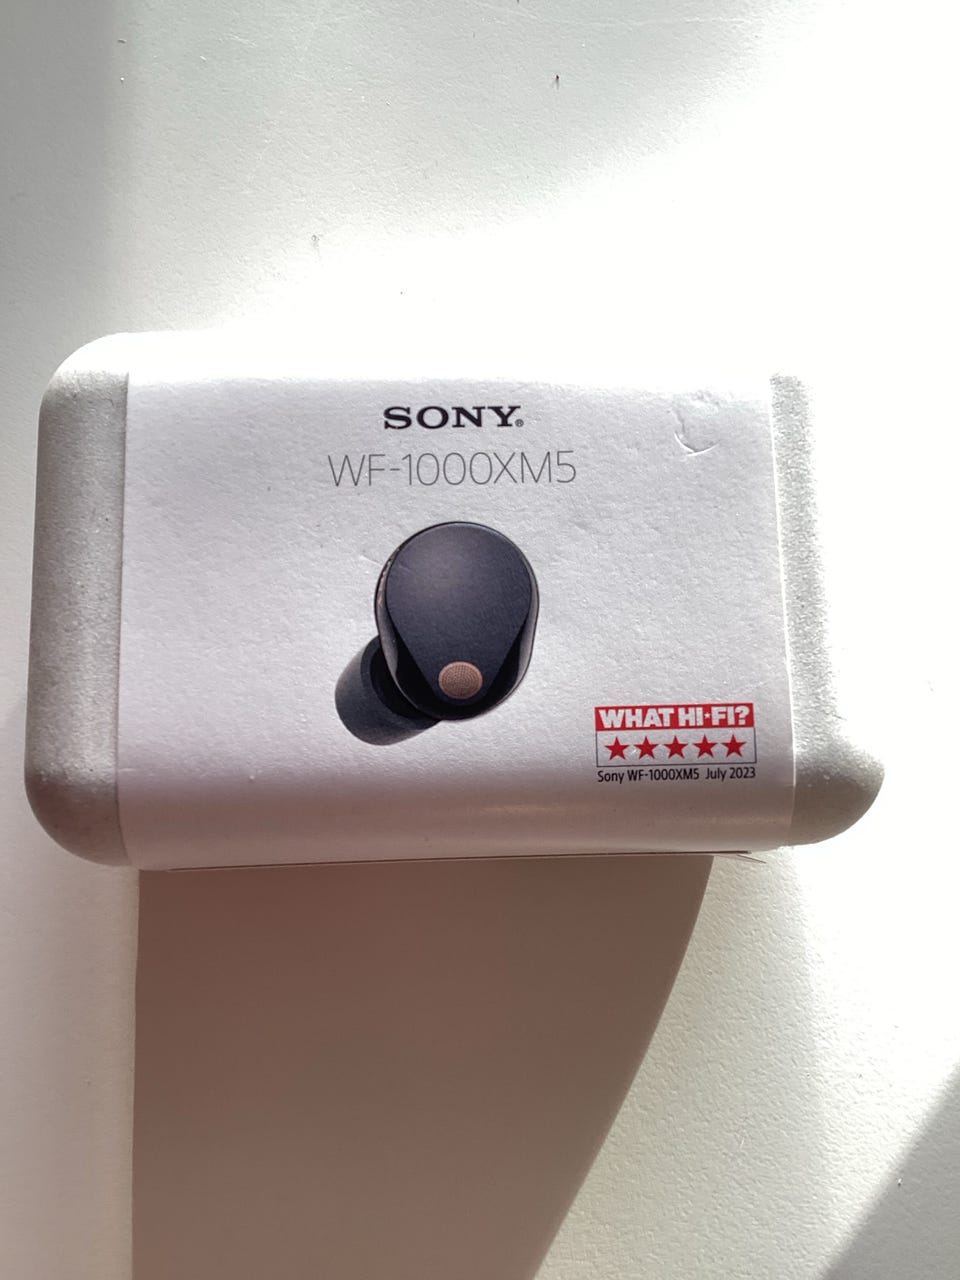 SONY®
WF-1000XM5
WHAT HI★FI?
★★★★★
Sony WF-1000XM5 July 2023